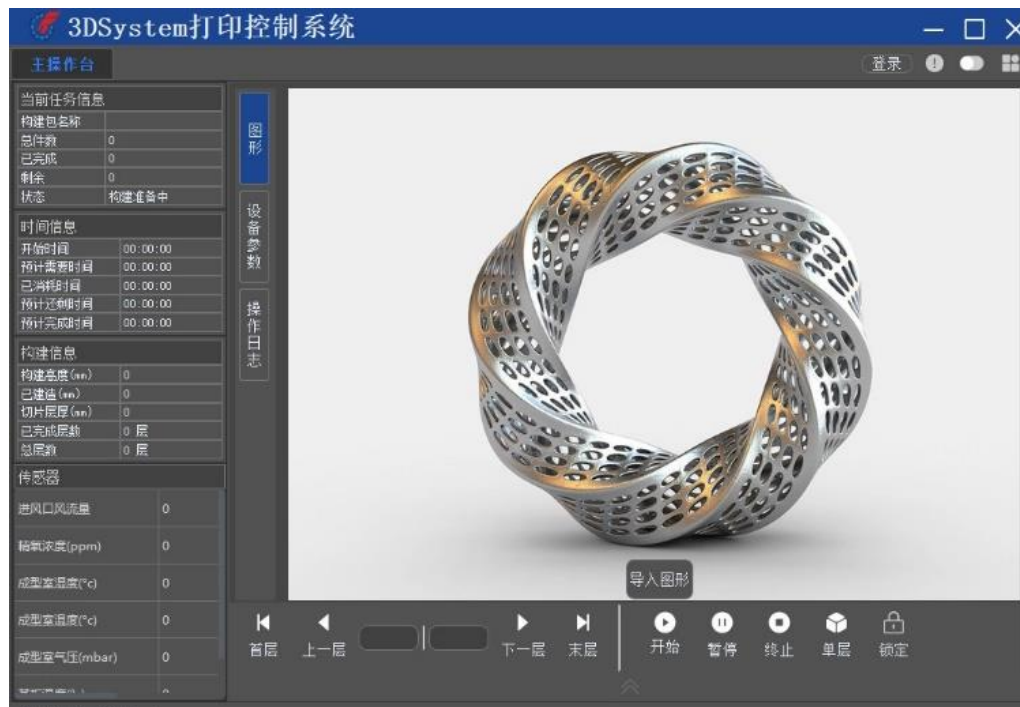 3DSystem打印控制系统
主操作台
登录
当前任务信息
构建包名称
总件数 0
已完成 0
剩余 0
状态 构建准备中
时间信息
开始时间 00:00:00
预计需要时间 00:00:00
已消耗时间 00:00:00
预计还剩时间 00:00:00
预计完成时间 00:00:00
构建信息
构建高度(mm) 0
已建造(mm) 0
切片层厚(mm) 0
已完成层数 0 层
总层数 0 层
传感器
进风口风流量 0
精氧浓度(ppm) 0
成型室湿度(°c) 0
成型室温度(°c) 0
成型室气压(mbar) 0
图形
设备参数
操作日志
导入图形
首层
上一层
下一层
末层
开始
暂停
终止
单层
锁定